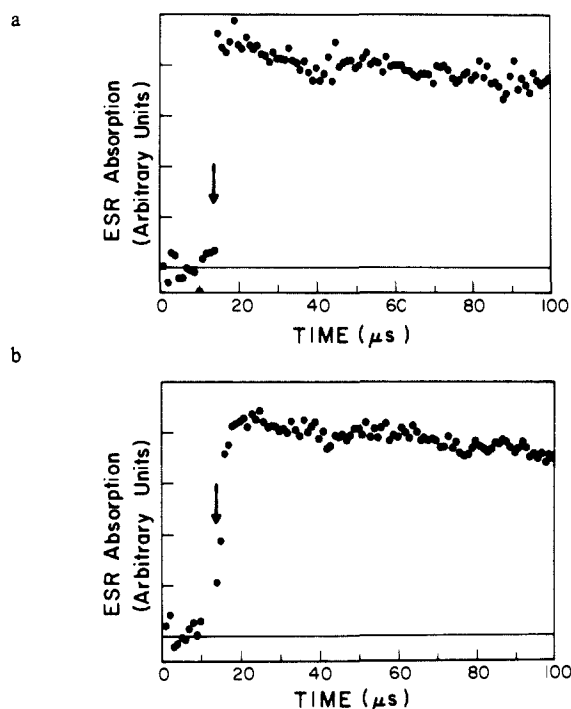 a
ESR Absorption
(Arbitrary Units)
0 20 40 60 80 100
TIME (μs)
b
ESR Absorption
(Arbitrary Units)
0 20 40 60 80 100
TIME (μs)